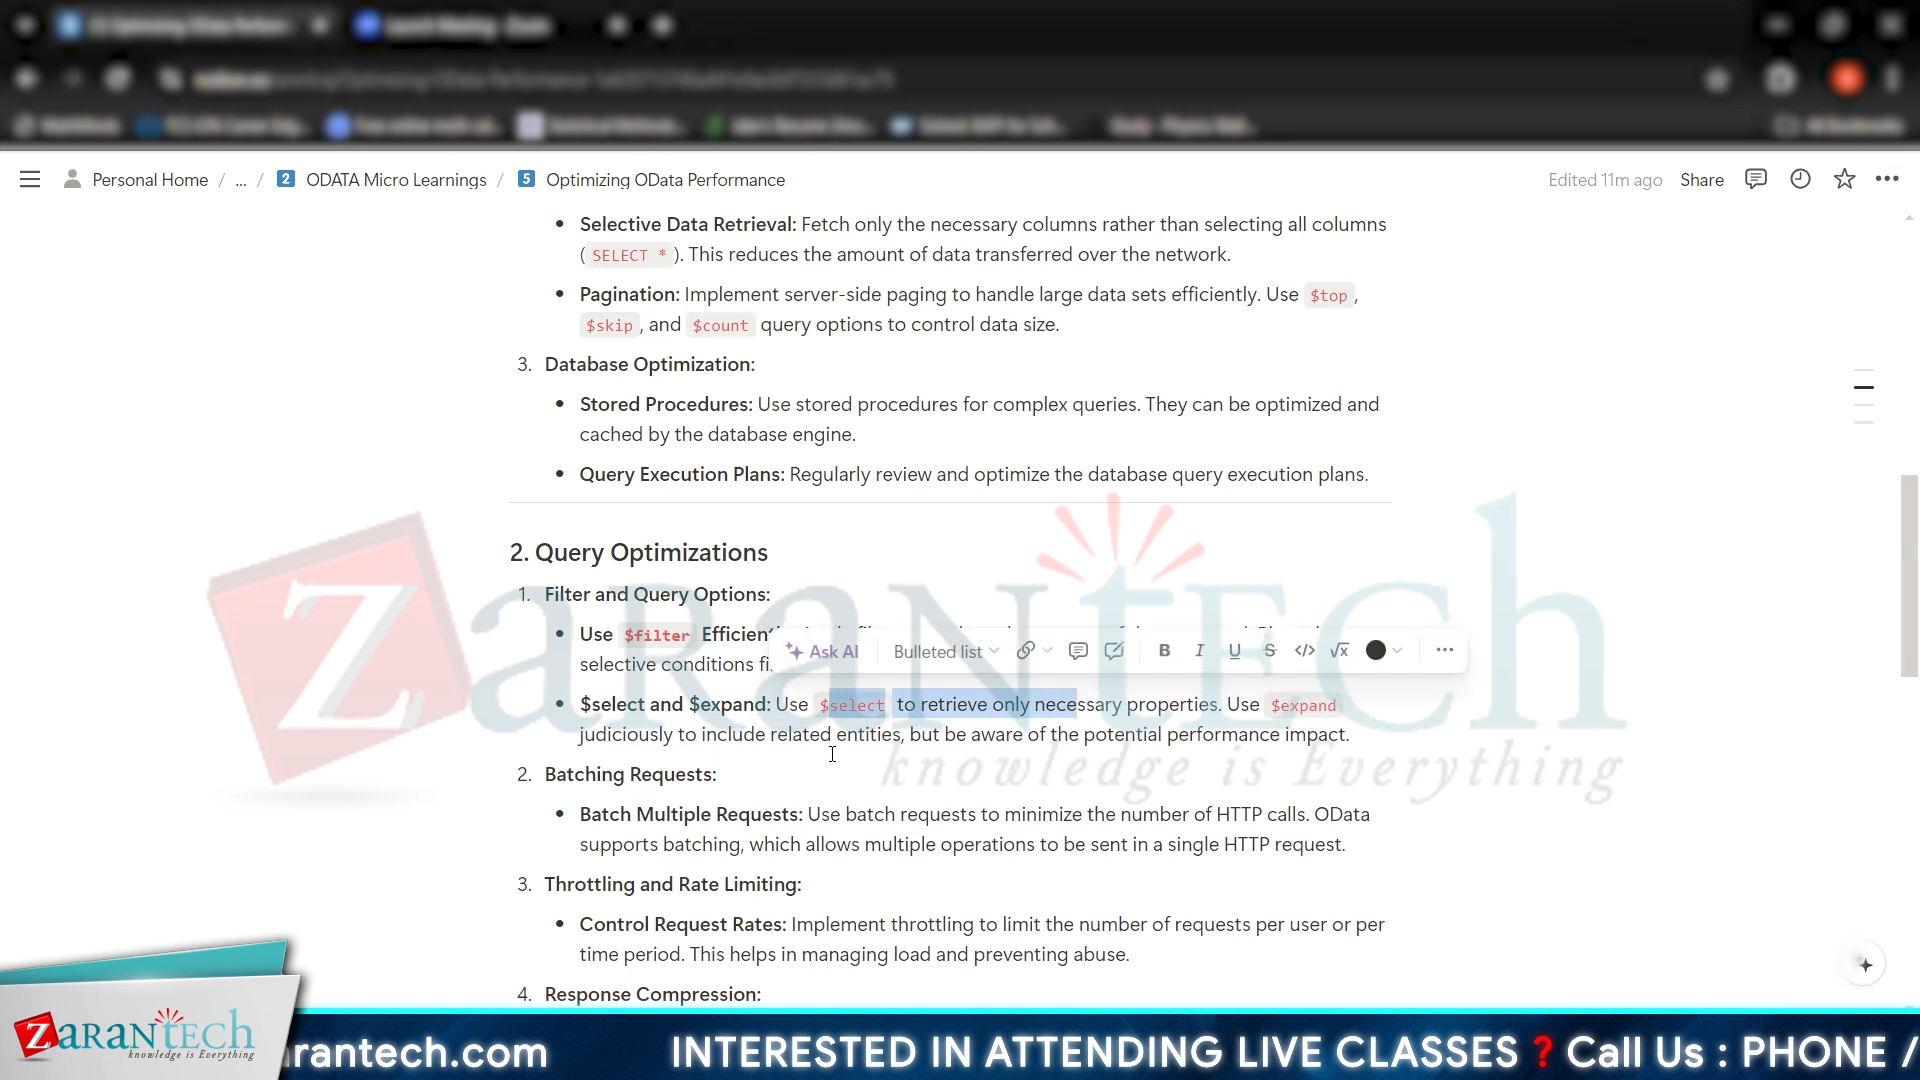 Personal Home / ... / 2 ODATA Micro Learnings / 5 Optimizing OData Performance
Edited 11m ago Share
• Selective Data Retrieval: Fetch only the necessary columns rather than selecting all columns
( SELECT * ). This reduces the amount of data transferred over the network.
• Pagination: Implement server-side paging to handle large data sets efficiently. Use $top ,
$skip , and $count query options to control data size.
3. Database Optimization:
• Stored Procedures: Use stored procedures for complex queries. They can be optimized and
cached by the database engine.
• Query Execution Plans: Regularly review and optimize the database query execution plans.
2. Query Optimizations
1. Filter and Query Options:
• Use $filter
selective conditions
Ask AI Bulleted list B I U S </> √x
• $select and $expand: Use $select to retrieve only necessary properties. Use $expand
judiciously to include related entities, but be aware of the potential performance impact.
2. Batching Requests:
• Batch Multiple Requests: Use batch requests to minimize the number of HTTP calls. OData
supports batching, which allows multiple operations to be sent in a single HTTP request.
3. Throttling and Rate Limiting:
• Control Request Rates: Implement throttling to limit the number of requests per user or per
time period. This helps in managing load and preventing abuse.
4. Response Compression:
ZaranTech
knowledge is Everything
ZaranTech
knowledge is Everything
rantech.com INTERESTED IN ATTENDING LIVE CLASSES ❓ Call Us : PHONE /